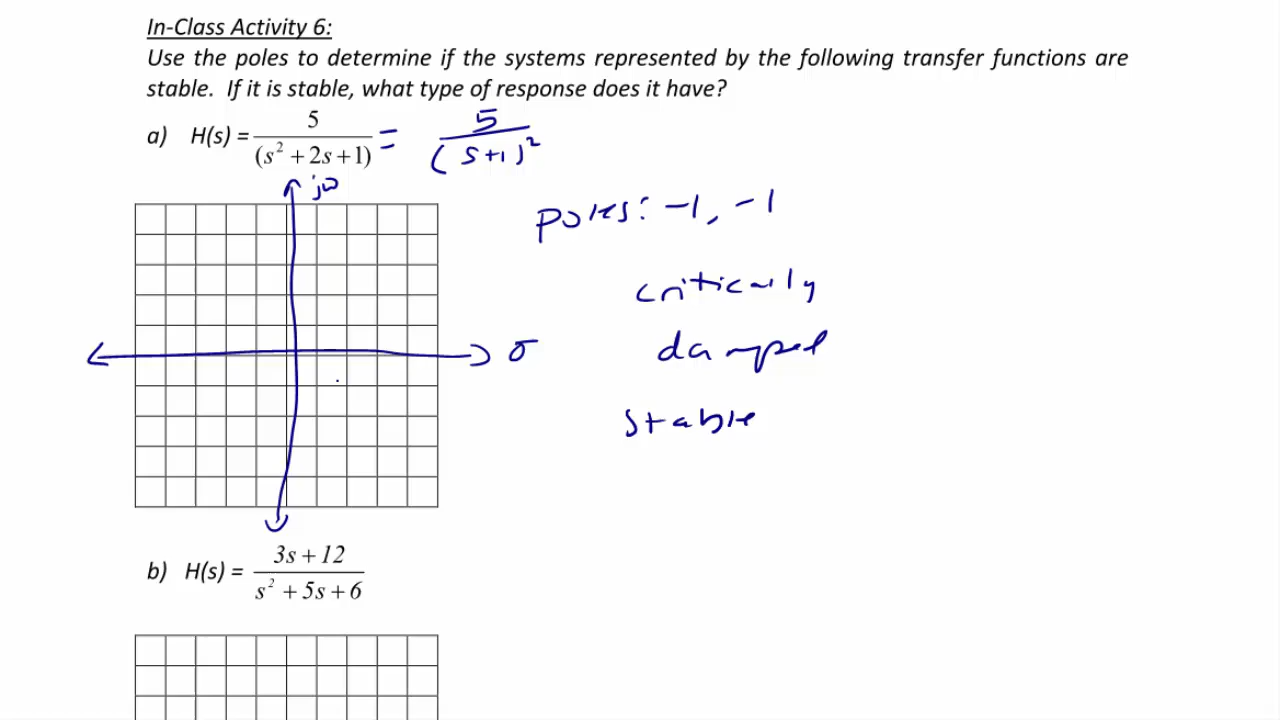 In-Class Activity 6:
Use the poles to determine if the systems represented by the following transfer functions are
stable. If it is stable, what type of response does it have?
a) H(s) = 5 / (s² + 2s + 1) = 5 / (s+1)²
jω
poles: -1, -1
critically
damped
σ
stable
b) H(s) = 3s + 12 / s² + 5s + 6